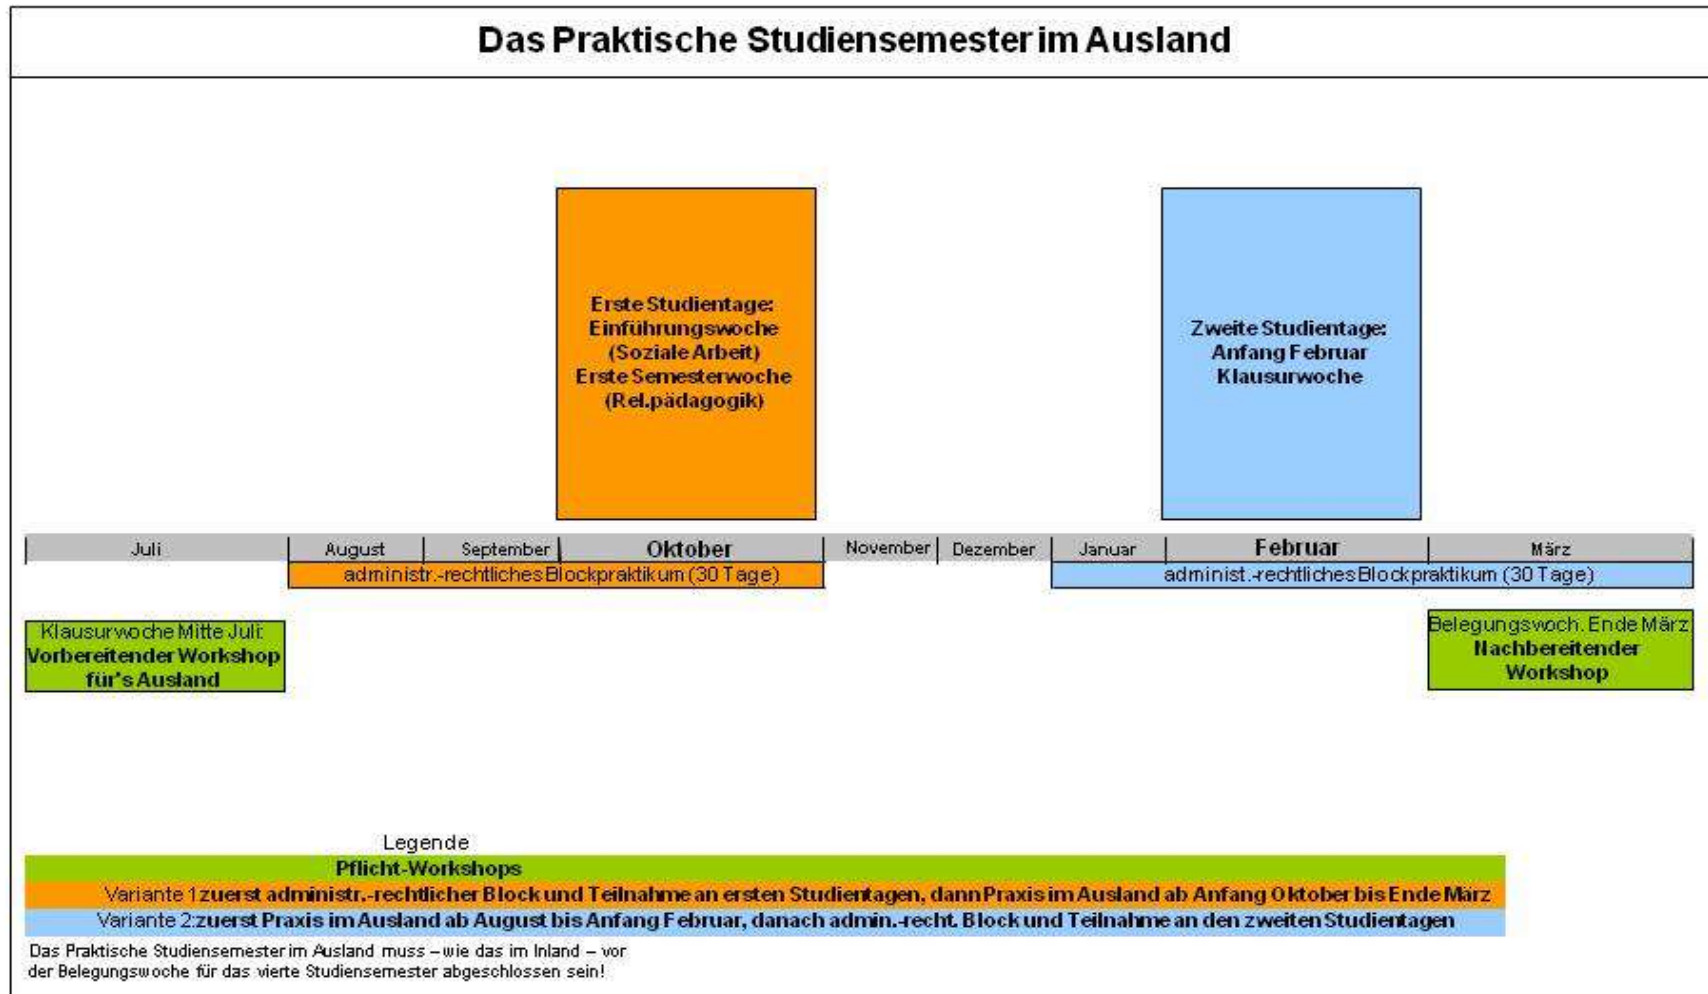 Das Praktische Studiensemester im Ausland
Erste Studientage:
Einführungswoche
(Soziale Arbeit)
Erste Semesterwoche
(Rel.pädagogik)
Zweite Studientage:
Anfang Februar
Klausurwoche
Juli August September Oktober November Dezember Januar Februar März
administr.-rechtliches Blockpraktikum (30 Tage) administ.-rechtliches Blockpraktikum (30 Tage)
Klausurwoche Mitte Juli:
Vorbereitender Workshop
für's Ausland
Belegungswoch. Ende März
Nachbereitender
Workshop
Legende
Pflicht-Workshops
Variante 1:zuerst administr.-rechtlicher Block und Teilnahme an ersten Studientagen, dann Praxis im Ausland ab Anfang Oktober bis Ende März
Variante 2:zuerst Praxis im Ausland ab August bis Anfang Februar, danach admin.-recht. Block und Teilnahme an den zweiten Studientagen
Das Praktische Studiensemester im Ausland muss – wie das im Inland – vor
der Belegungswoche für das vierte Studiensemester abgeschlossen sein!